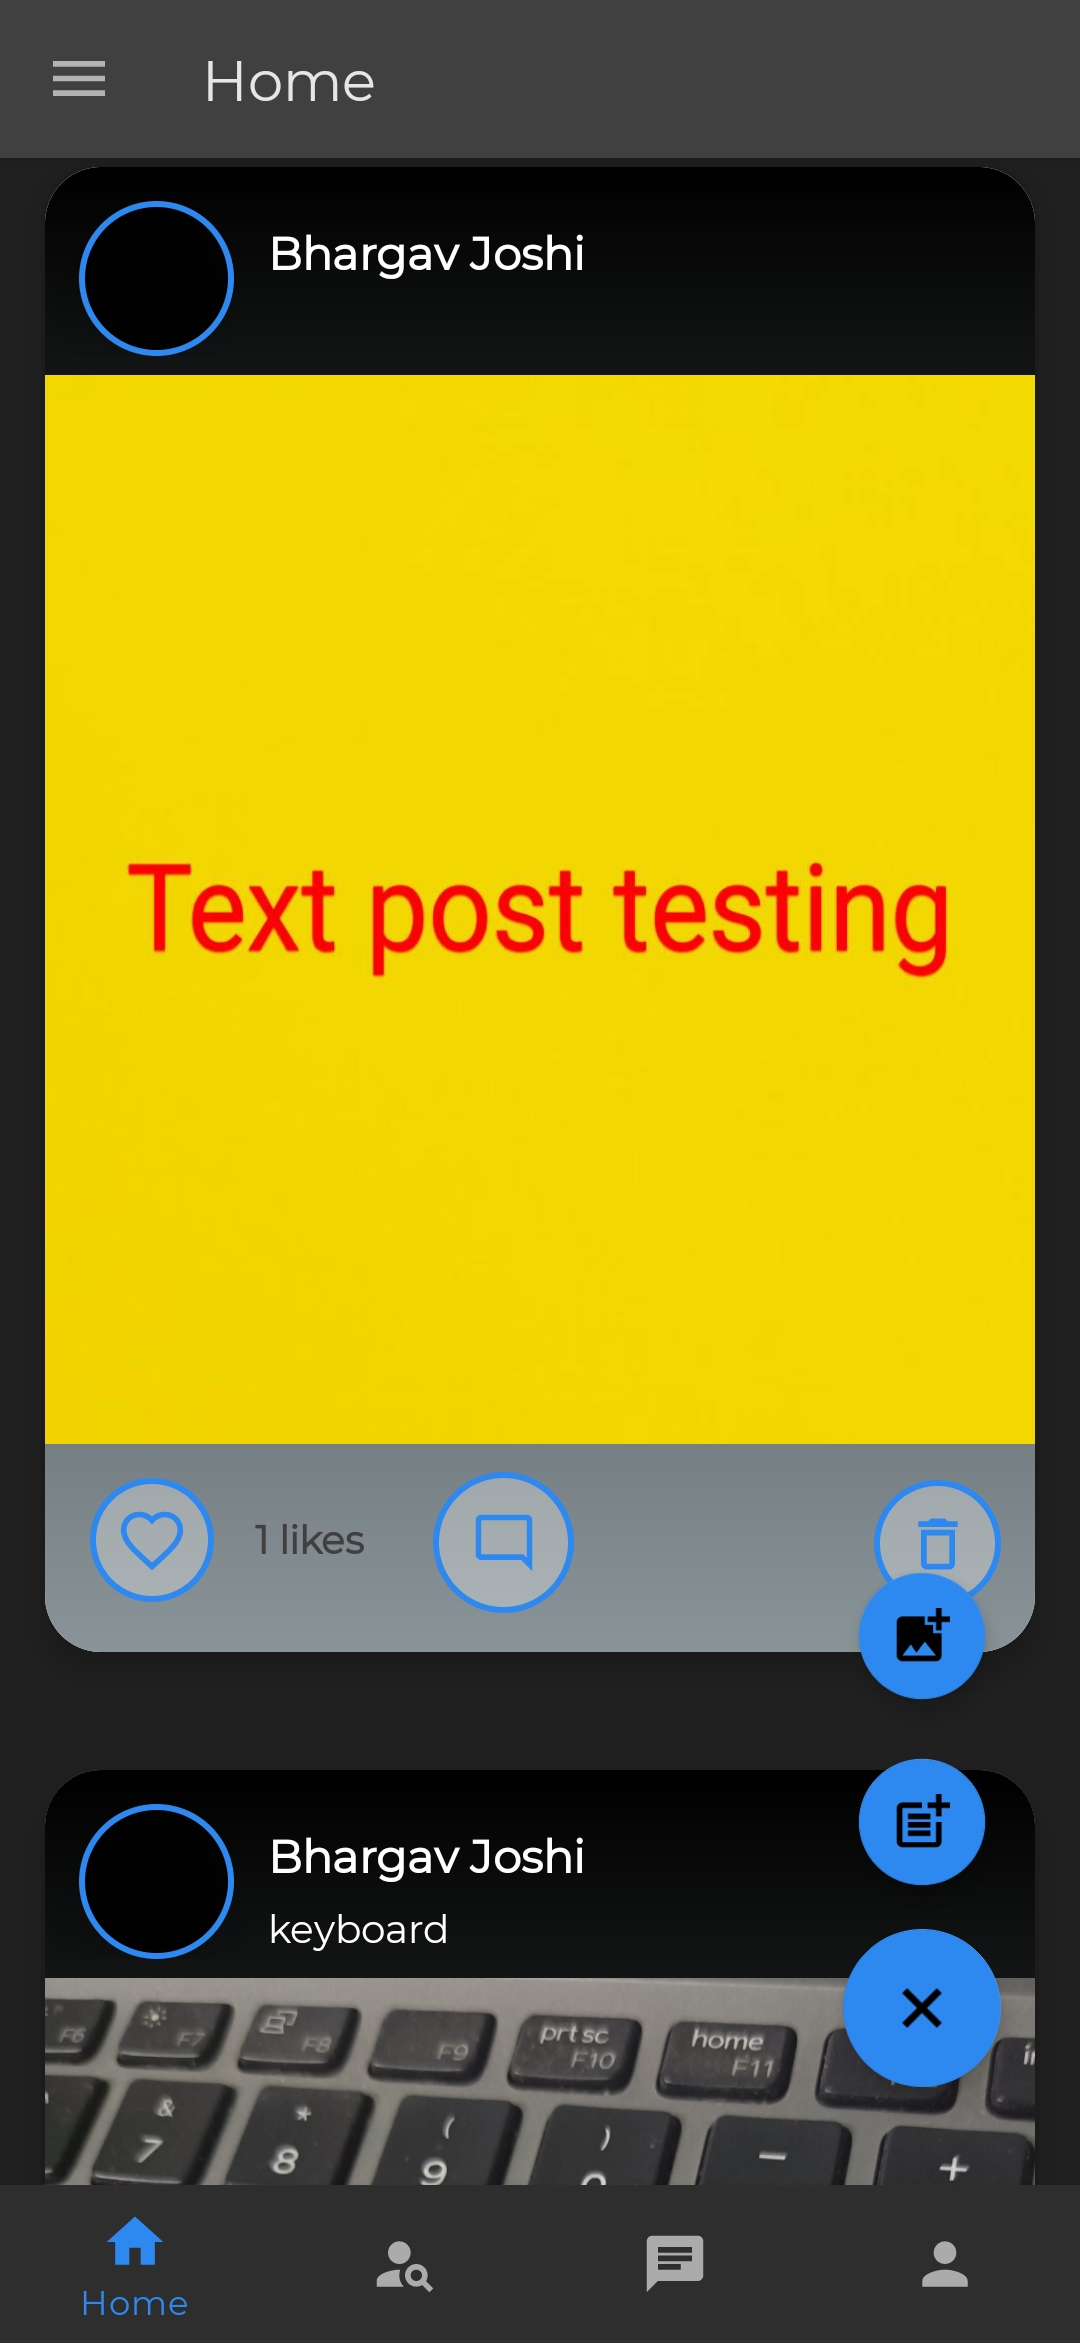 Home
Bhargav Joshi
Text post testing
1 likes
Bhargav Joshi
keyboard
F6 F7 F8 F9 prt sc F10 home F11
& 7 * 8 ( 9 ) – +
Home